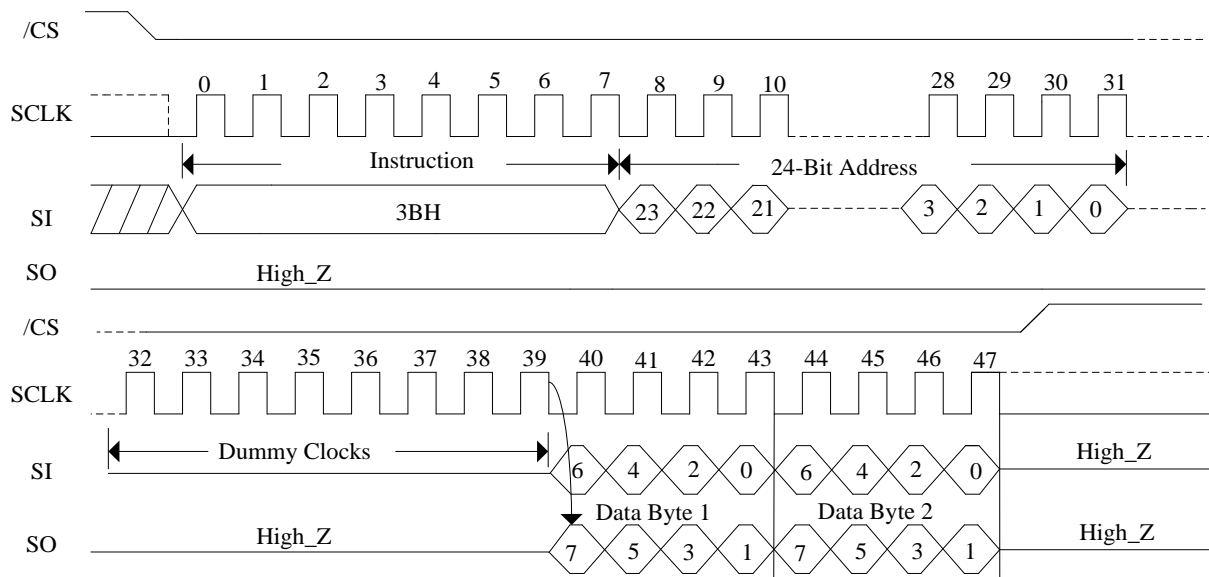 /CS
0 1 2 3 4 5 6 7 8 9 10 28 29 30 31
SCLK
Instruction 24-Bit Address
SI 3BH 23 22 21 3 2 1 0
SO High_Z
/CS
32 33 34 35 36 37 38 39 40 41 42 43 44 45 46 47
SCLK
Dummy Clocks
SI 6 4 2 0 6 4 2 0 High_Z
Data Byte 1 Data Byte 2
SO High_Z 7 5 3 1 7 5 3 1 High_Z